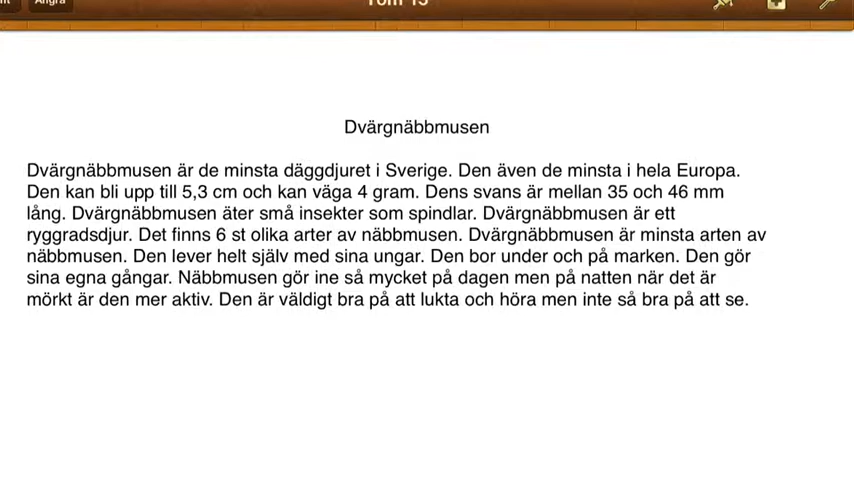 Ångra
Tom 13
Dvärgnäbbmusen
Dvärgnäbbmusen är de minsta däggdjuret i Sverige. Den även de minsta i hela Europa.
Den kan bli upp till 5,3 cm och kan väga 4 gram. Dens svans är mellan 35 och 46 mm
lång. Dvärgnäbbmusen äter små insekter som spindlar. Dvärgnäbbmusen är ett
ryggradsdjur. Det finns 6 st olika arter av näbbmusen. Dvärgnäbbmusen är minsta arten av
näbbmusen. Den lever helt själv med sina ungar. Den bor under och på marken. Den gör
sina egna gångar. Näbbmusen gör ine så mycket på dagen men på natten när det är
mörkt är den mer aktiv. Den är väldigt bra på att lukta och höra men inte så bra på att se.